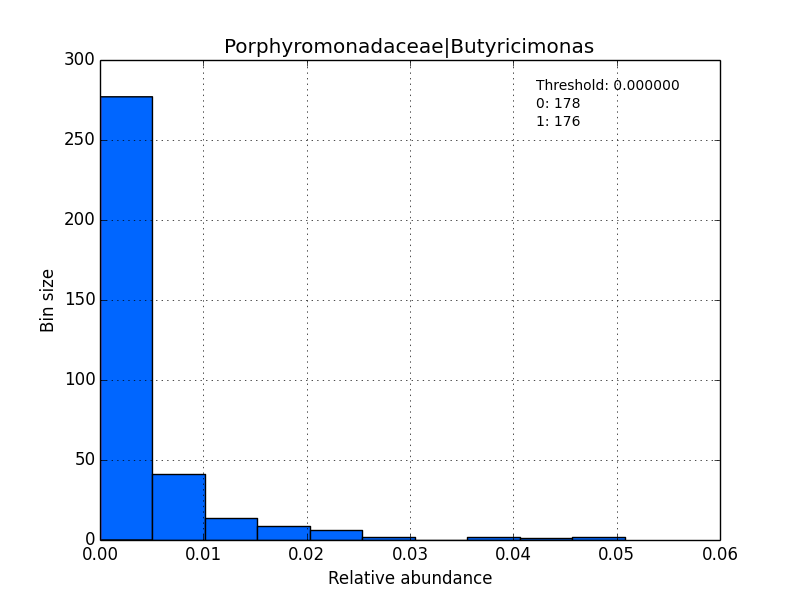 Porphyromonadaceae|Butyricimonas
Threshold: 0.000000
0: 178
1: 176
300
250
200
150
100
50
0
Bin size
0.00 0.01 0.02 0.03 0.04 0.05 0.06
Relative abundance